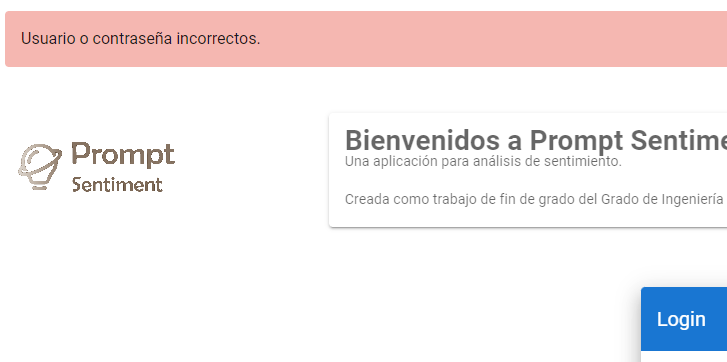 Usuario o contraseña incorrectos.
Prompt
Sentiment
Bienvenidos a Prompt
Una aplicación para análisis de sentimiento.
Creada como trabajo de fin de grado del Grado de Ingeniería
Login